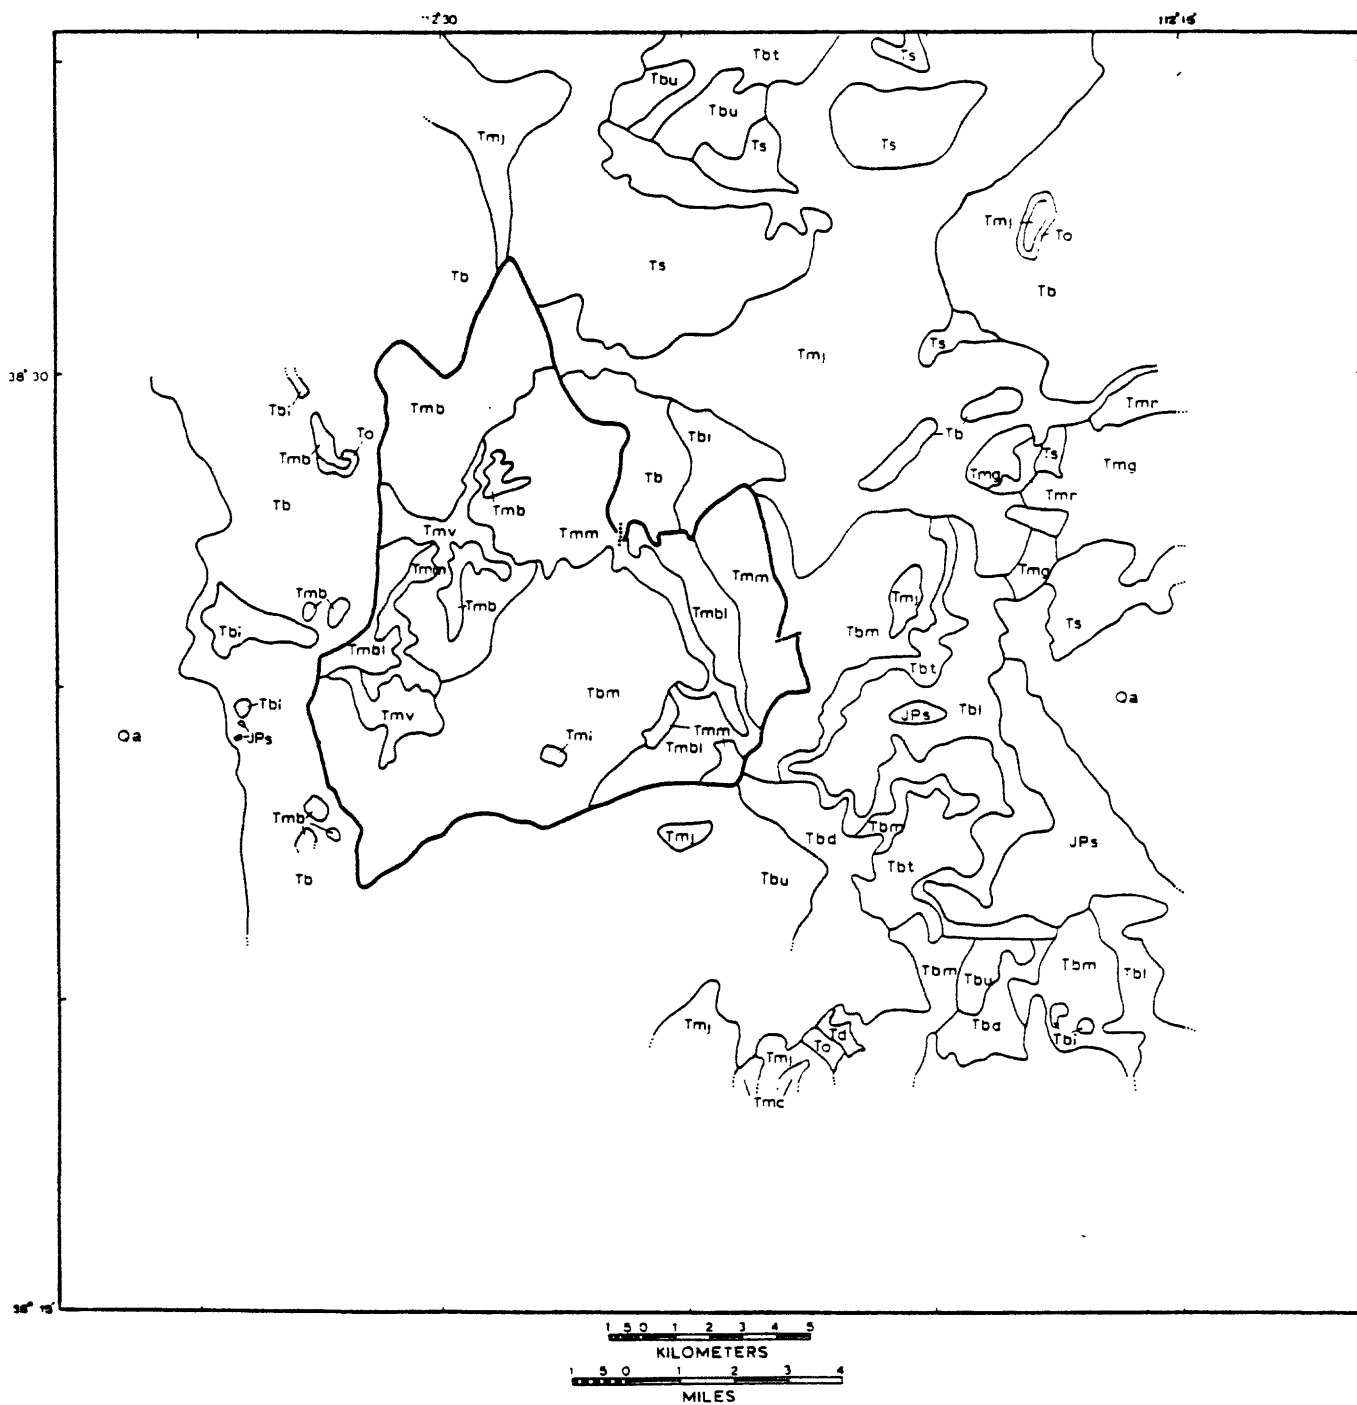 112°30 112°15'
Tbt Ts
Tbu
Tbu
Tmj Ts Ts
Tmj To
Ts
Tb Tb
Ts
Tmj
38° 30
Tbi Tmb Tmr
To Tbl Tb
Tmb Ts
Tmg Tmg
Tb Tb
Tmb Tmr
Tmv Tmm
Tmm Tmm Tmg
Tmb Tmb Tmj
Tmbl Ts
Tbi Tbm
Tmbl Tbt
Tbm
Tbi Tmv Tbl Qa
JPs
Qa JPs Tmi Tmm
Tmbl
Tmb Tmj Tbd Tbm
JPs
Tb Tbu Tbt
Tbm Tbu Tbm Tbl
Tmj Td Tbd
To Tbi
Tmj
Tmc
38° 15'
1 .5 0 1 2 3 4 5
KILOMETERS
1 .5 0 1 2 3 4
MILES